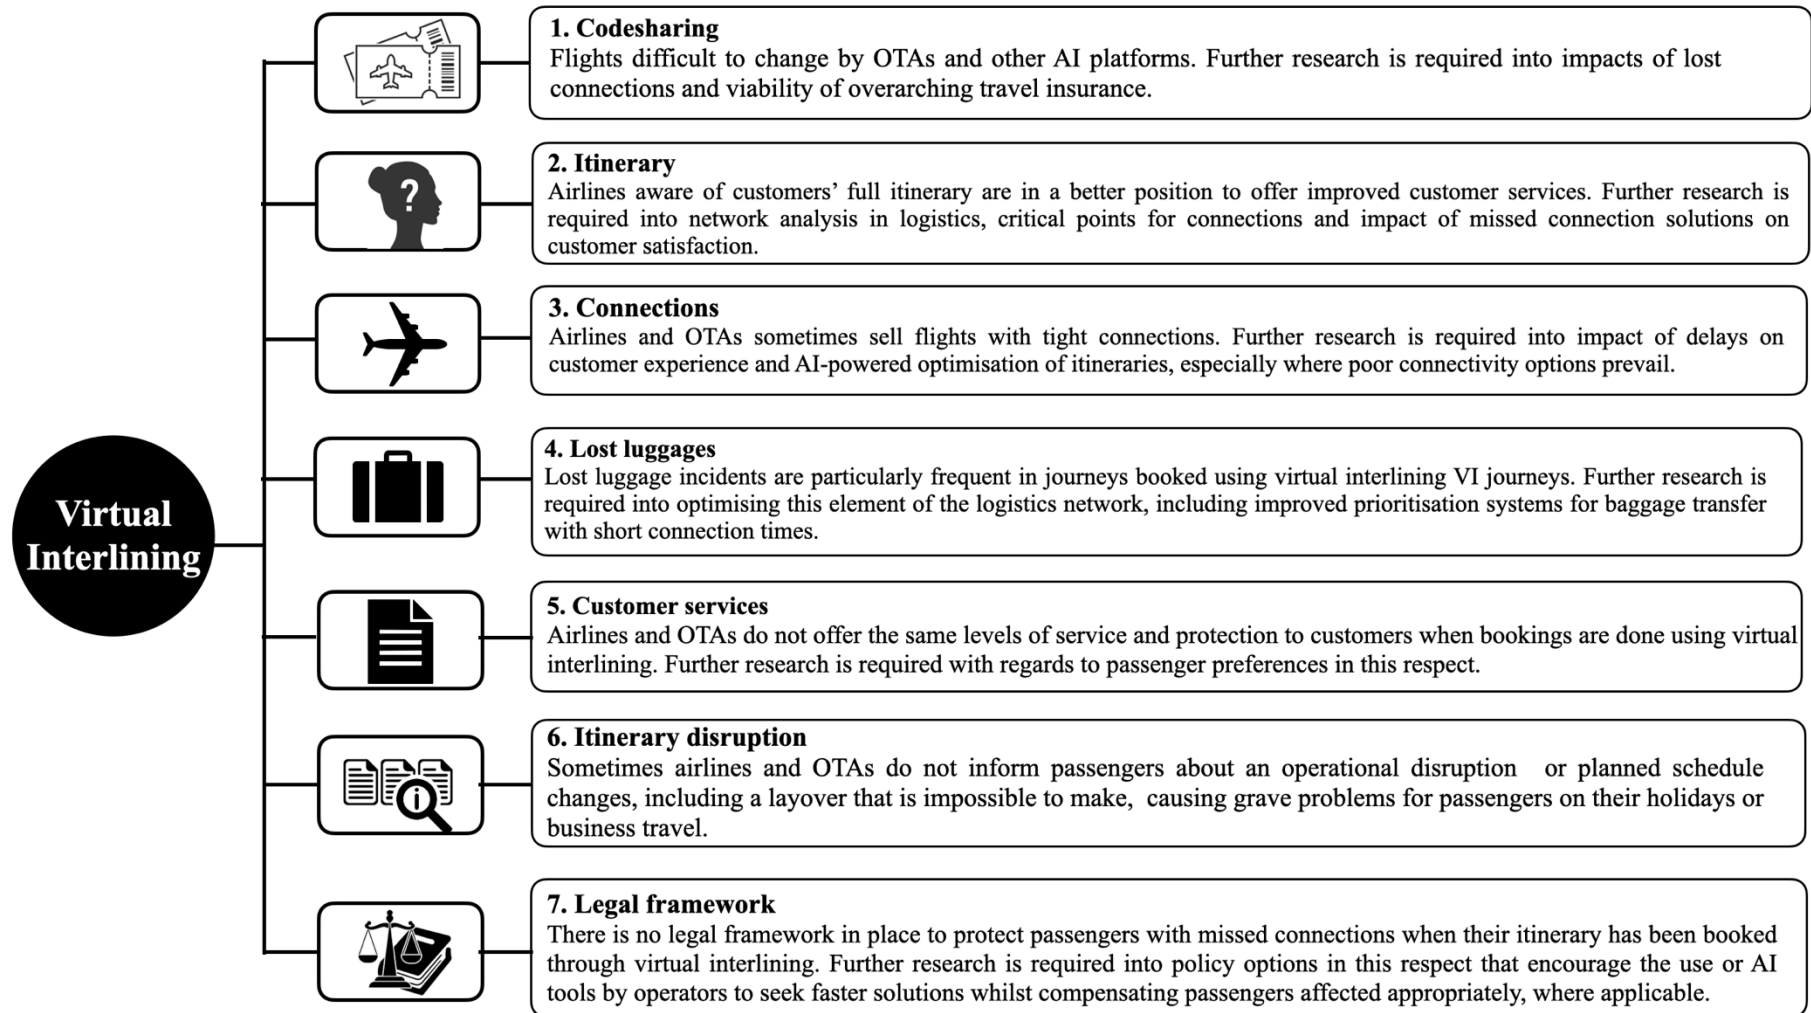 1. Codesharing
Flights difficult to change by OTAs and other AI platforms. Further research is required into impacts of lost
connections and viability of overarching travel insurance.
2. Itinerary
Airlines aware of customers’ full itinerary are in a better position to offer improved customer services. Further research is
required into network analysis in logistics, critical points for connections and impact of missed connection solutions on
customer satisfaction.
?
3. Connections
Airlines and OTAs sometimes sell flights with tight connections. Further research is required into impact of delays on
customer experience and AI-powered optimisation of itineraries, especially where poor connectivity options prevail.
4. Lost luggages
Lost luggage incidents are particularly frequent in journeys booked using virtual interlining VI journeys. Further research is
required into optimising this element of the logistics network, including improved prioritisation systems for baggage transfer
with short connection times.
Virtual
Interlining
5. Customer services
Airlines and OTAs do not offer the same levels of service and protection to customers when bookings are done using virtual
interlining. Further research is required with regards to passenger preferences in this respect.
6. Itinerary disruption
Sometimes airlines and OTAs do not inform passengers about an operational disruption or planned schedule
changes, including a layover that is impossible to make, causing grave problems for passengers on their holidays or
business travel.
i
7. Legal framework
There is no legal framework in place to protect passengers with missed connections when their itinerary has been booked
through virtual interlining. Further research is required into policy options in this respect that encourage the use or AI
tools by operators to seek faster solutions whilst compensating passengers affected appropriately, where applicable.